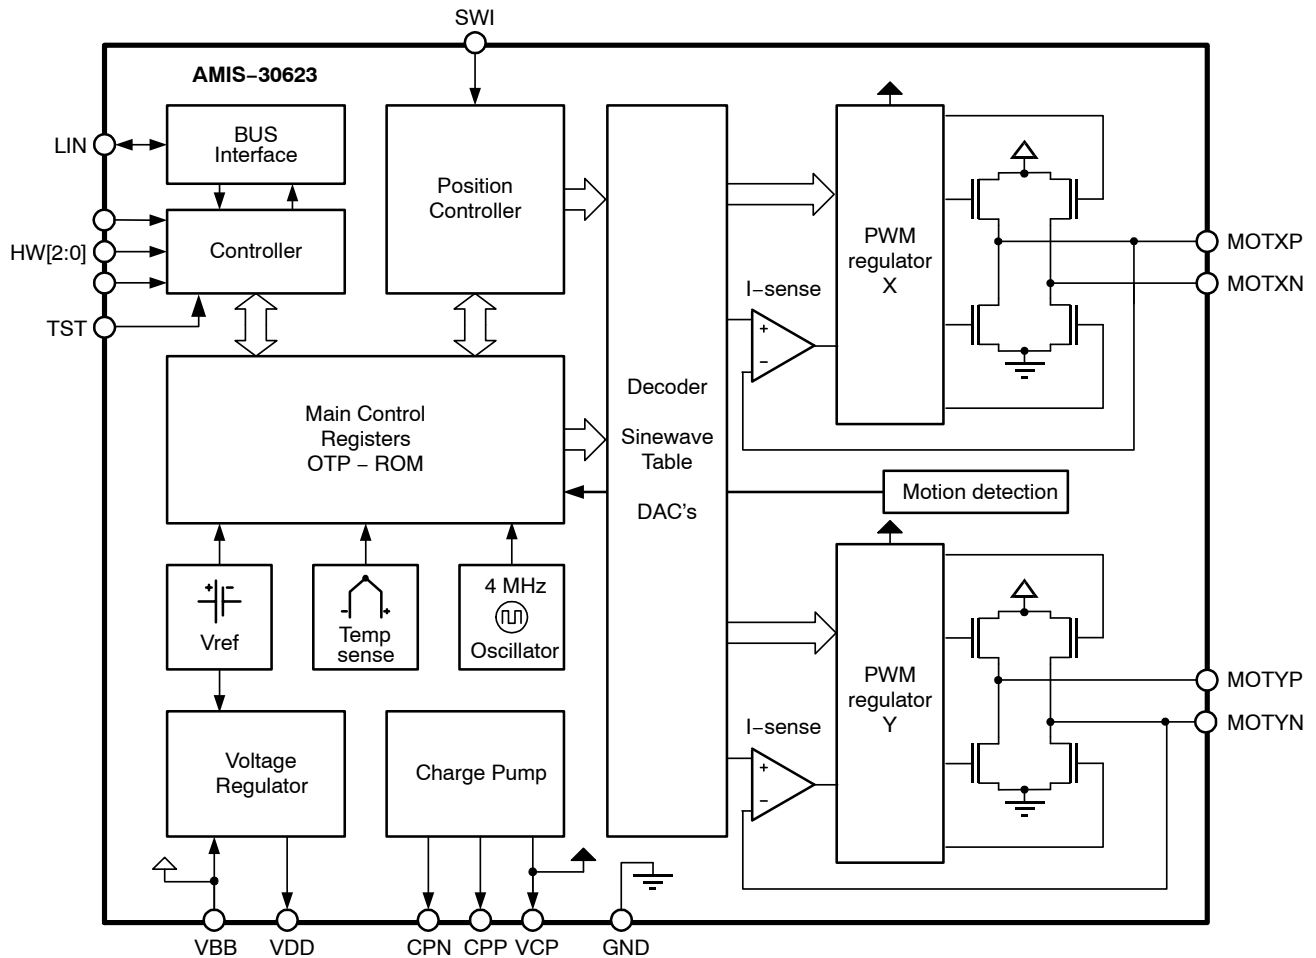 SWI
AMIS–30623
LIN
BUS
Interface
Position
Controller
HW[2:0]
Controller
TST
PWM
regulator
X
MOTXP
MOTXN
I–sense
+
–
Main Control
Registers
OTP – ROM
Decoder
Sinewave
Table
DAC's
Motion detection
+ –
Vref
– +
Temp
sense
4 MHz
Oscillator
PWM
regulator
Y
MOTYP
MOTYN
I–sense
+
–
Voltage
Regulator
Charge Pump
VBB
VDD
CPN
CPP
VCP
GND